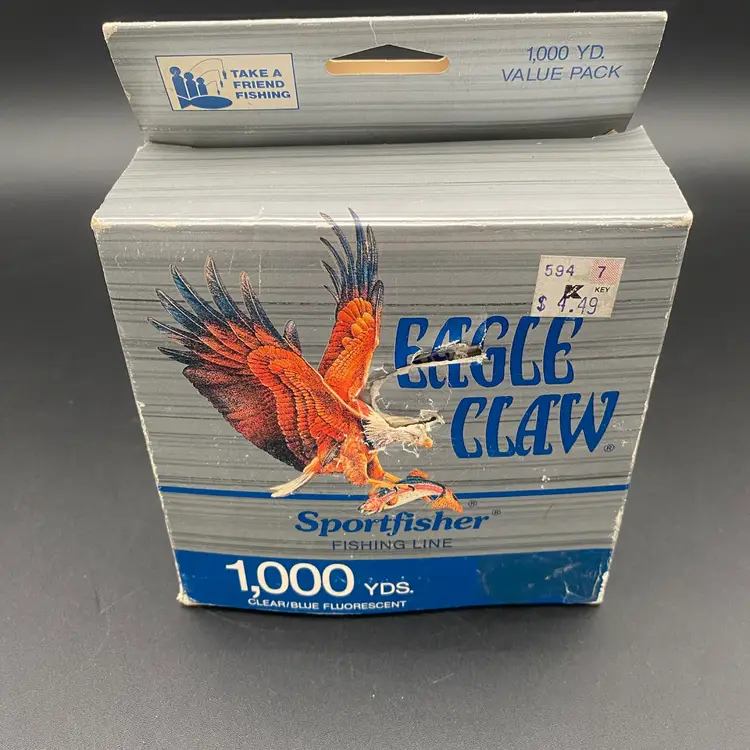 TAKE A
FRIEND
FISHING
1,000 YD.
VALUE PACK
594 7
K KEY
$ 4.49
EAGLE
CLAW®
Sportfisher®
FISHING LINE
1,000 YDS.
CLEAR/BLUE FLUORESCENT